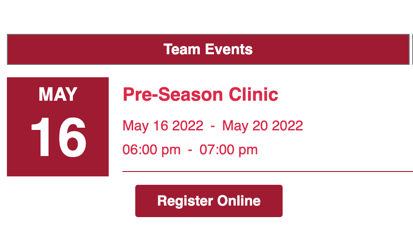 Team Events
MAY
16
Pre-Season Clinic
May 16 2022 - May 20 2022
06:00 pm - 07:00 pm
Register Online